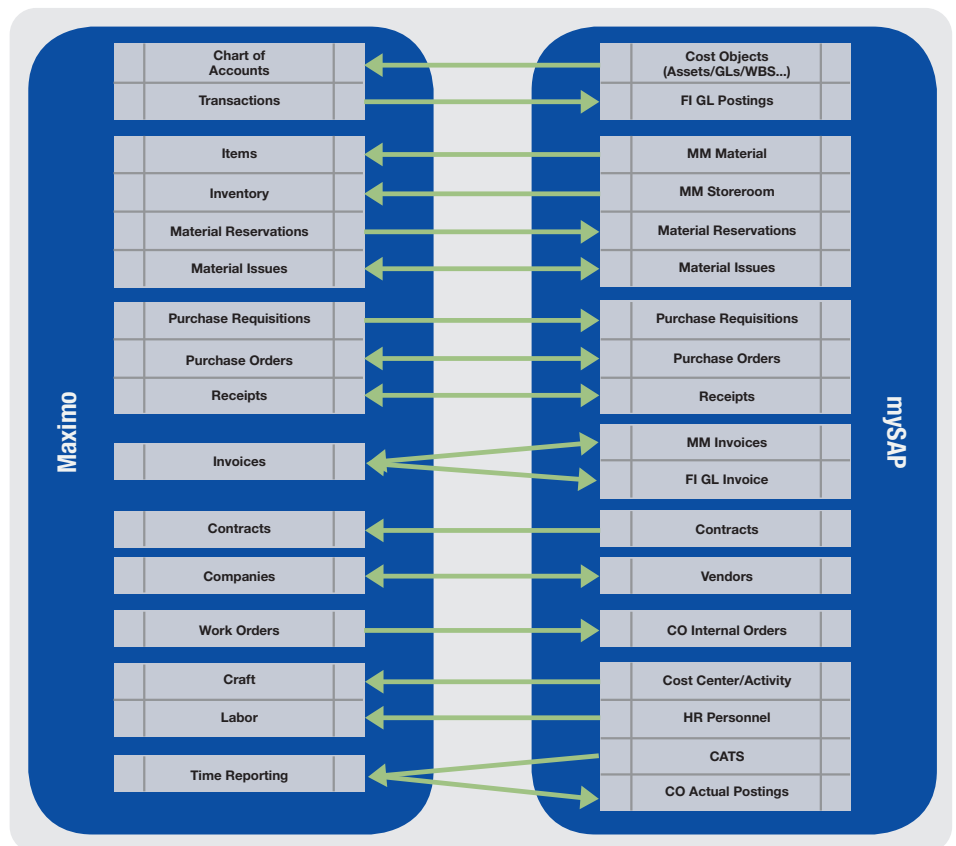 Chart of
Accounts
Cost Objects
(Assets/GLs/WBS...)
Transactions
FI GL Postings
Items
MM Material
Inventory
MM Storeroom
Material Reservations
Material Reservations
Material Issues
Material Issues
Purchase Requisitions
Purchase Requisitions
Purchase Orders
Purchase Orders
Receipts
Receipts
Maximo
mySAP
Invoices
MM Invoices
FI GL Invoice
Contracts
Contracts
Companies
Vendors
Work Orders
CO Internal Orders
Craft
Cost Center/Activity
Labor
HR Personnel
Time Reporting
CATS
CO Actual Postings